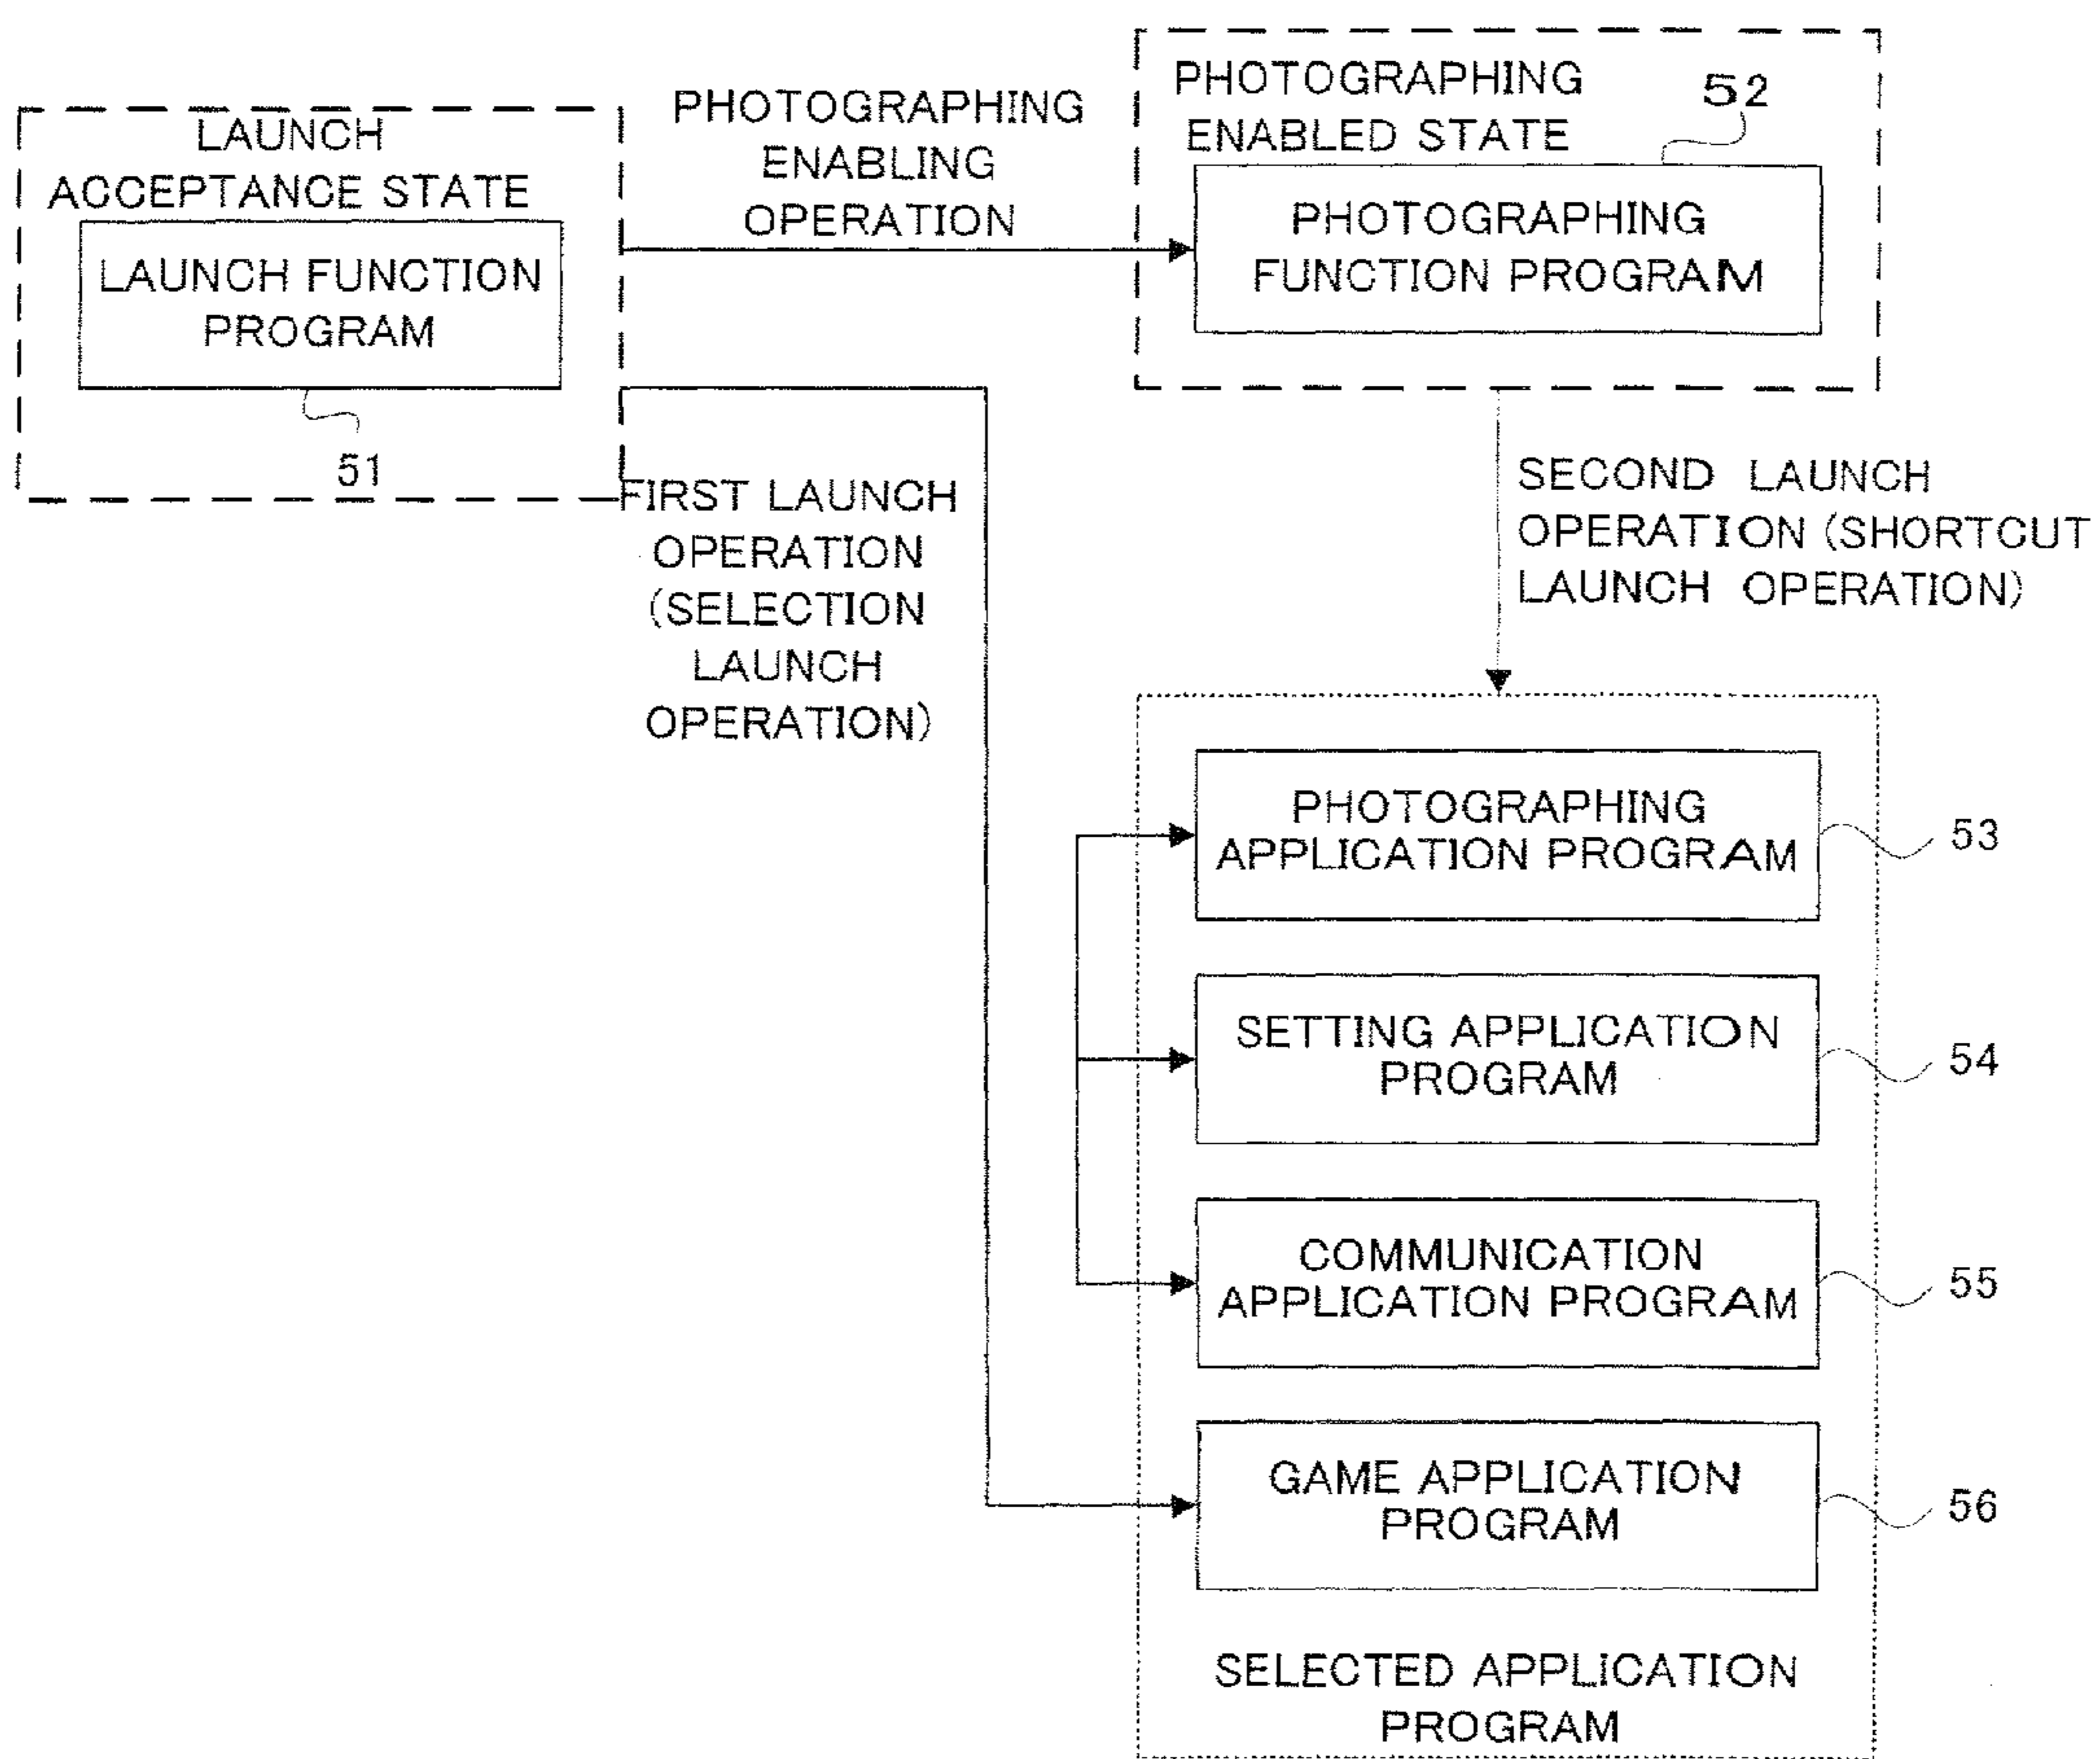 LAUNCH
ACCEPTANCE STATE
LAUNCH FUNCTION
PROGRAM
51
PHOTOGRAPHING
ENABLING
OPERATION
PHOTOGRAPHING
ENABLED STATE
52
PHOTOGRAPHING
FUNCTION PROGRAM
FIRST LAUNCH
OPERATION
(SELECTION
LAUNCH
OPERATION)
SECOND LAUNCH
OPERATION (SHORTCUT
LAUNCH OPERATION)
PHOTOGRAPHING
APPLICATION PROGRAM
53
SETTING APPLICATION
PROGRAM
54
COMMUNICATION
APPLICATION PROGRAM
55
GAME APPLICATION
PROGRAM
56
SELECTED APPLICATION
PROGRAM